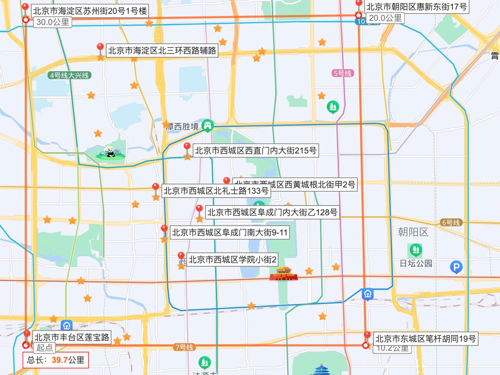 北京市海淀区苏州街20号1号楼
30.0公里
北京市朝阳区惠新东街17号
20.0公里
北京市海淀区北三环西路辅路
4号线大兴线
5号线
谭西胜境
北京市西城区西直门内大街215号
北京市西城区西黄城根北街甲2号
北京市西城区北礼士路133号
北京市西城区阜成门内大街乙128号
6号线
北京市西城区阜成门南大街9-11
朝阳区
日坛公园
北京市西城区学院小街2
P
北京市丰台区莲宝路
起点
北京市东城区笔杆胡同19号
10.2公里
总长：39.7公里
7号线